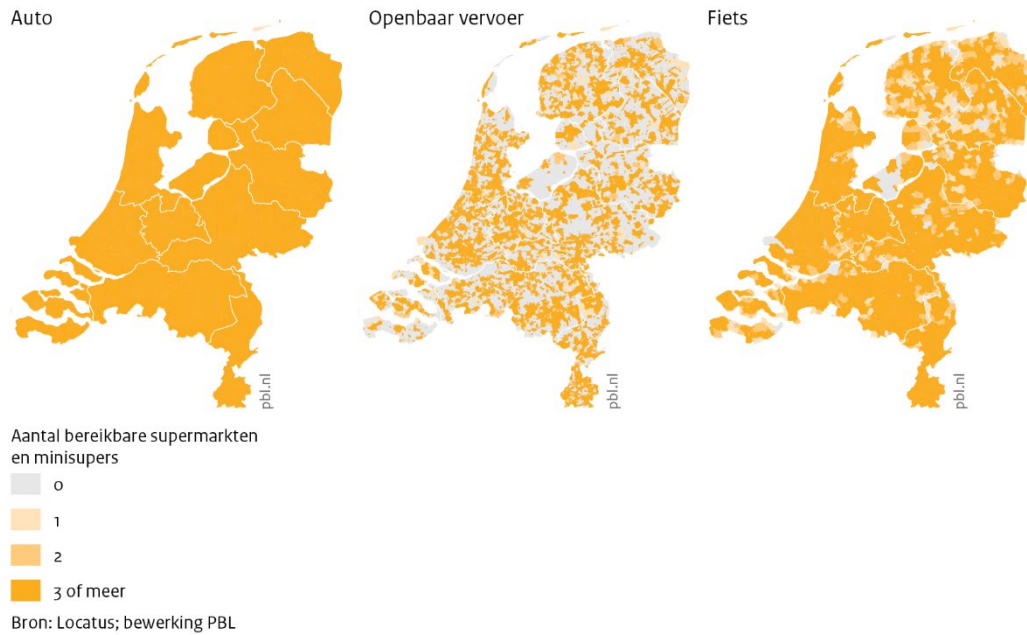 Auto
Openbaar vervoer
Fiets
pbl.nl
pbl.nl
pbl.nl
Aantal bereikbare supermarkten
en minisupers
0
1
2
3 of meer
Bron: Locatus; bewerking PBL